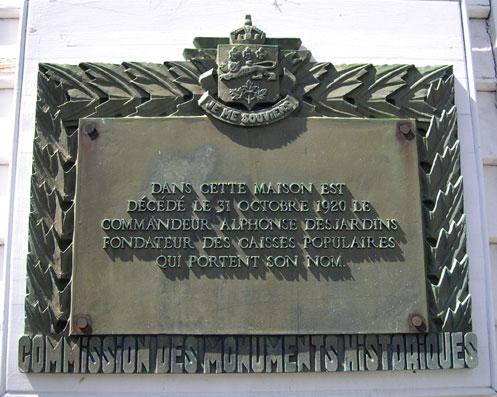 JE ME SOUVIENS
DANS CETTE MAISON EST
DÉCÉDÉ LE 31 OCTOBRE 1920 LE
COMMANDEUR ALPHONSE DESJARDINS
FONDATEUR DES CAISSES POPULAIRES
QUI PORTENT SON NOM.
COMMISSION DES MONUMENTS HISTORIQUES